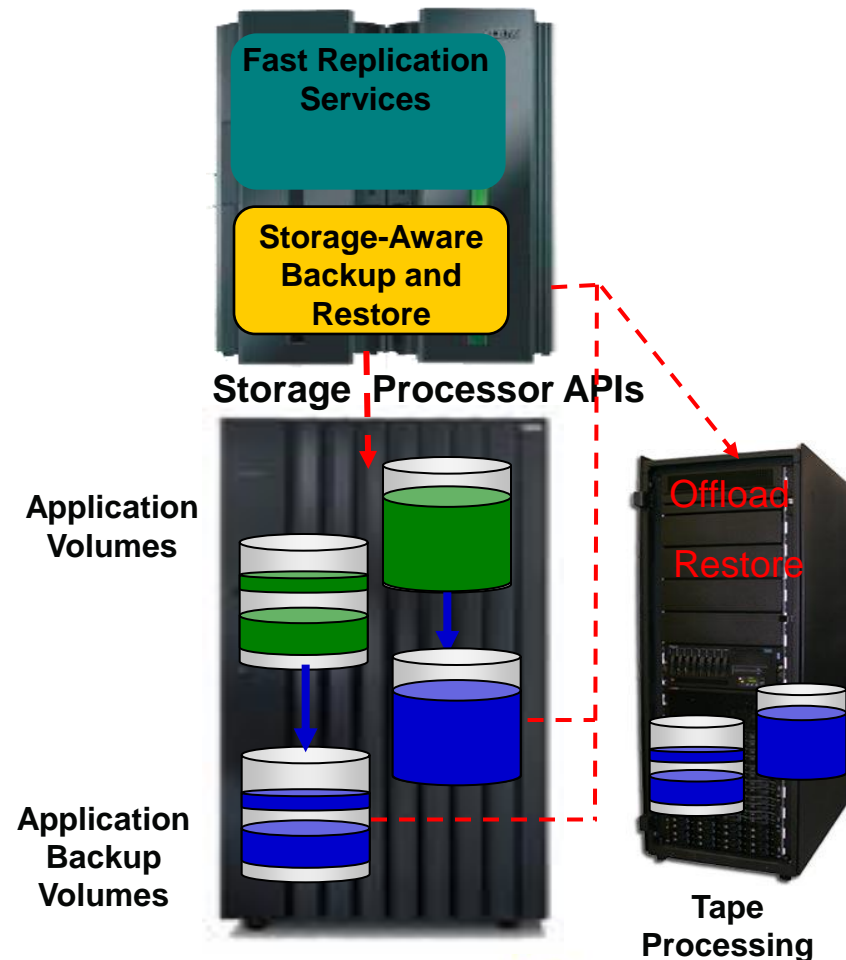 Fast Replication
Services
Storage-Aware
Backup and
Restore
Storage Processor APIs
Application
Volumes
Offload
Restore
Application
Backup
Volumes
Tape
Processing